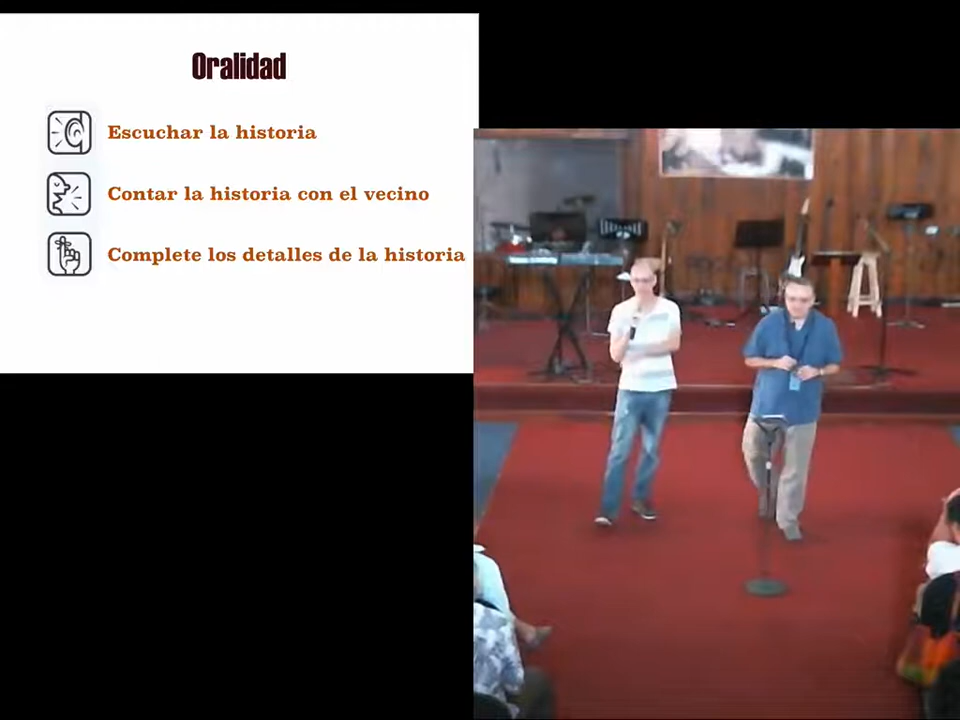 Oralidad
Escuchar la historia
Contar la historia con el vecino
Complete los detalles de la historia